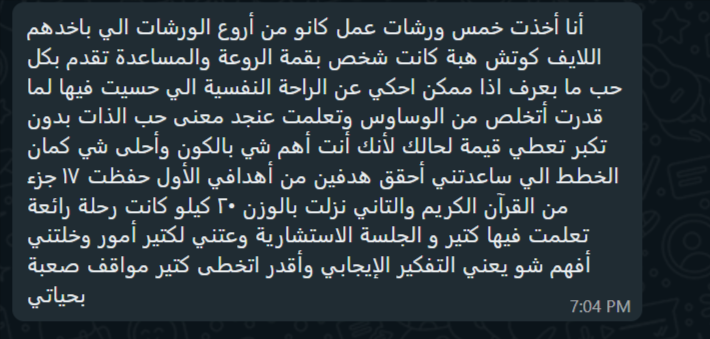 أنا أخذت خمس ورشات عمل كانو من أروع الورشات الي باخدهم
اللايف كوتش هبة كانت شخص بقمة الروعة والمساعدة تقدم بكل
حب ما بعرف اذا ممكن احكي عن الراحة النفسية الي حسيت فيها لما
قدرت أتخلص من الوساوس وتعلمت عنجد معنى حب الذات بدون
تكبر تعطي قيمة لحالك لأنك أنت أهم شي بالكون وأحلى شي كمان
الخطط الي ساعدتني أحقق هدفين من أهدافي الأول حفظت ١٧ جزء
من القرآن الكريم والتاني نزلت بالوزن ٢٠ كيلو كانت رحلة رائعة
تعلمت فيها كتير و الجلسة الاستشارية وعتني لكتير أمور وخلتني
أفهم شو يعني التفكير الإيجابي وأقدر اتخطى كتير مواقف صعبة
بحياتي
7:04 PM